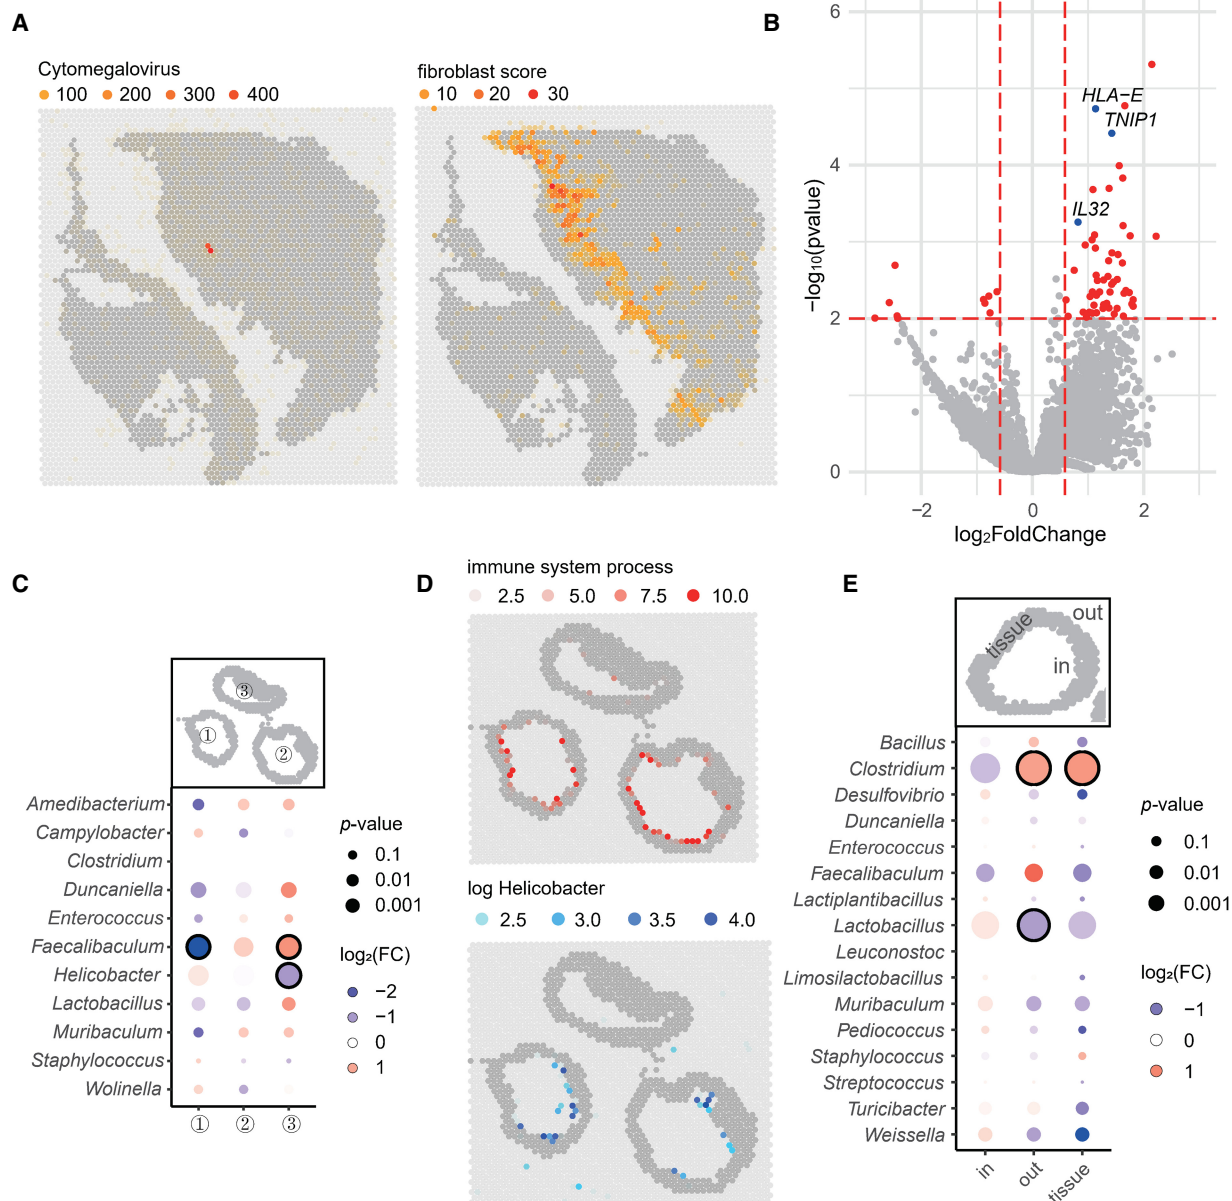 A
Cytomegalovirus
100 200 300 400
fibroblast score
10 20 30
B
6
4
2
0
−log₁₀(pvalue)
HLA−E
TNIP1
IL32
−2 0 2
log₂FoldChange
C
③
①
②
Amedibacterium
Campylobacter
Clostridium
Duncaniella
Enterococcus
Faecalibaculum
Helicobacter
Lactobacillus
Muribaculum
Staphylococcus
Wolinella
① ② ③
p-value
0.1
0.01
0.001
log₂(FC)
−2
−1
0
1
D
immune system process
2.5 5.0 7.5 10.0
log Helicobacter
2.5 3.0 3.5 4.0
E
out
tissue
in
Bacillus
Clostridium
Desulfovibrio
Duncaniella
Enterococcus
Faecalibaculum
Lactiplantibacillus
Lactobacillus
Leuconostoc
Limosilactobacillus
Muribaculum
Pediococcus
Staphylococcus
Streptococcus
Turicibacter
Weissella
in out tissue
p-value
0.1
0.01
0.001
log₂(FC)
−1
0
1